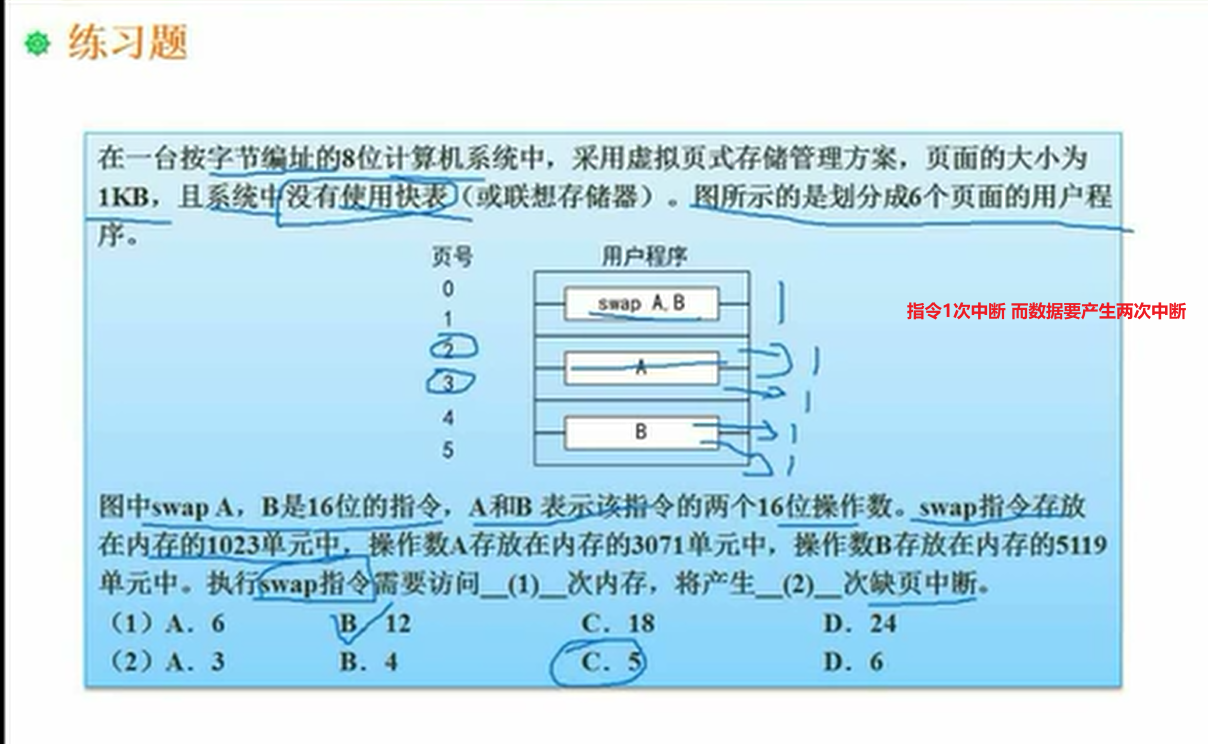 练习题
在一台按字节编址的8位计算机系统中，采用虚拟页式存储管理方案，页面的大小为
1KB，且系统中没有使用快表（或联想存储器）。图所示的是划分成6个页面的用户程
序。
页号 用户程序
0
swap A,B
1
2
A
3
4
B
5
指令1次中断 而数据要产生两次中断
图中swap A，B是16位的指令，A和B 表示该指令的两个16位操作数。swap指令存放
在内存的1023单元中，操作数A存放在内存的3071单元中，操作数B存放在内存的5119
单元中。执行swap指令需要访问__(1)__次内存，将产生__(2)__次缺页中断。
（1）A．6 B．12 C．18 D．24
（2）A．3 B．4 C．5 D．6